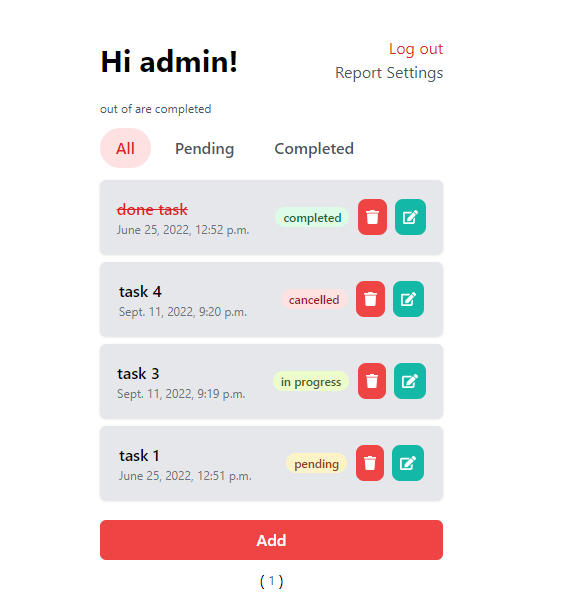 Hi admin!
Log out
Report Settings
out of are completed
All Pending Completed
done task
June 25, 2022, 12:52 p.m.
completed
task 4
Sept. 11, 2022, 9:20 p.m.
cancelled
task 3
Sept. 11, 2022, 9:19 p.m.
in progress
task 1
June 25, 2022, 12:51 p.m.
pending
Add
( 1 )